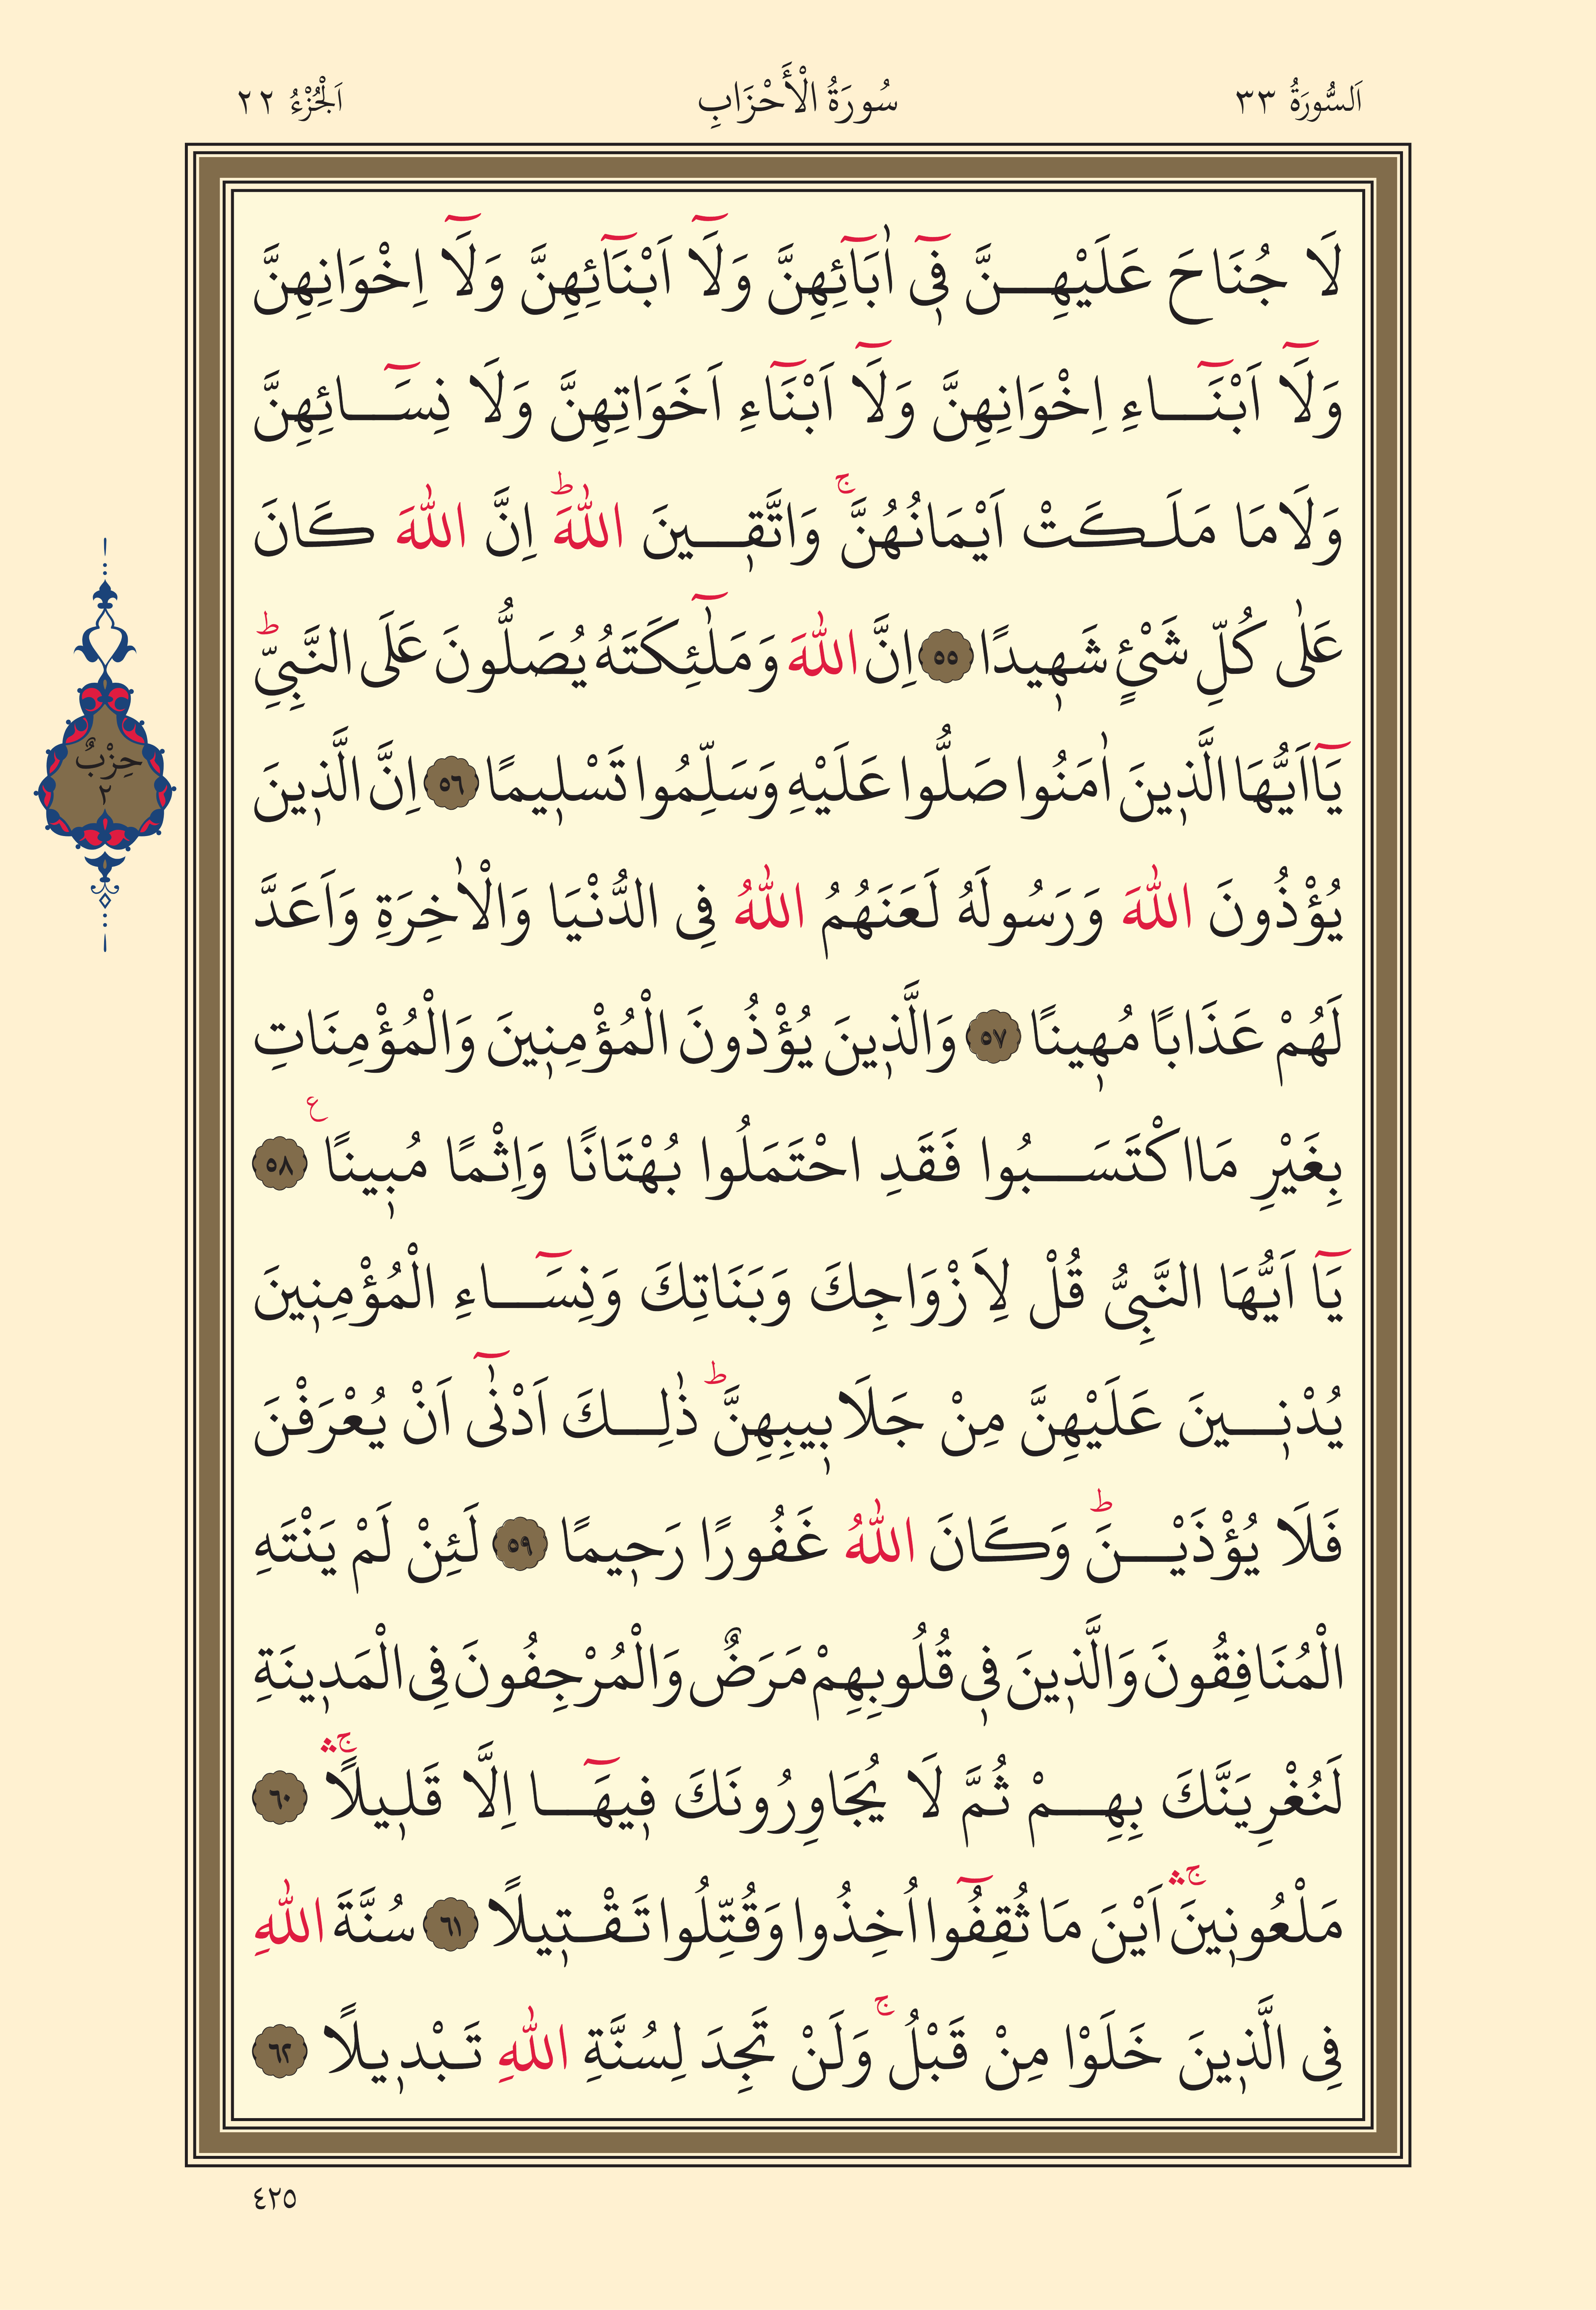 اَلسُّورَةُ ٣٣
سُورَةُ الْأَحْزَابِ
اَلْجُزْءُ ٢٢
لَا جُنَاحَ عَلَيْهِنَّ فٖٓى اٰبَٓائِهِنَّ وَلَٓا اَبْنَٓائِهِنَّ وَلَٓا اِخْوَانِهِنَّ
وَلَٓا اَبْنَٓاءِ اِخْوَانِهِنَّ وَلَٓا اَبْنَٓاءِ اَخَوَاتِهِنَّ وَلَا نِسَٓائِهِنَّ
وَلَامَا مَلَكَتْ اَيْمَانُهُنَّۚ وَاتَّقٖينَ اللّٰهَۜ اِنَّ اللّٰهَ كَانَ
عَلٰى كُلِّ شَىْءٍ شَهٖيدًا ٥٥ اِنَّ اللّٰهَ وَمَلٰٓئِكَتَهُ يُصَلُّونَ عَلَى النَّبِىِّۜ
يَٓااَيُّهَا الَّذٖينَ اٰمَنُوا صَلُّوا عَلَيْهِ وَسَلِّمُوا تَسْلٖيمًا ٥٦ اِنَّ الَّذٖينَ
يُؤْذُونَ اللّٰهَ وَرَسُولَهُ لَعَنَهُمُ اللّٰهُ فِى الدُّنْيَا وَالْاٰخِرَةِ وَاَعَدَّ
لَهُمْ عَذَابًا مُهٖينًا ٥٧ وَالَّذٖينَ يُؤْذُونَ الْمُؤْمِنٖينَ وَالْمُؤْمِنَاتِ
بِغَيْرِ مَااكْتَسَبُوا فَقَدِ احْتَمَلُوا بُهْتَانًا وَاِثْمًا مُبٖينًا ع ٥٨
يَٓا اَيُّهَا النَّبِىُّ قُلْ لِاَزْوَاجِكَ وَبَنَاتِكَ وَنِسَٓاءِ الْمُؤْمِنٖينَ
يُدْنٖينَ عَلَيْهِنَّ مِنْ جَلَابٖيبِهِنَّۜ ذٰلِكَ اَدْنٰٓى اَنْ يُعْرَفْنَ
فَلَا يُؤْذَيْنَۜ وَكَانَ اللّٰهُ غَفُورًا رَحٖيمًا ٥٩ لَئِنْ لَمْ يَنْتَهِ
الْمُنَافِقُونَ وَالَّذٖينَ فٖى قُلُوبِهِمْ مَرَضٌ وَالْمُرْجِفُونَ فِى الْمَدٖينَةِ
لَنُغْرِيَنَّكَ بِهِمْ ثُمَّ لَا يُجَاوِرُونَكَ فٖيهَٓا اِلَّا قَلٖيلًاۚۛ ٦٠
مَلْعُونٖينَۚۛ اَيْنَ مَا ثُقِفُٓوا اُخِذُوا وَقُتِّلُوا تَقْتٖيلًا ٦١ سُنَّةَ اللّٰهِ
فِى الَّذٖينَ خَلَوْا مِنْ قَبْلُۚ وَلَنْ تَجِدَ لِسُنَّةِ اللّٰهِ تَبْدٖيلًا ٦٢
حِزْبٌ
٢
٤٢٥